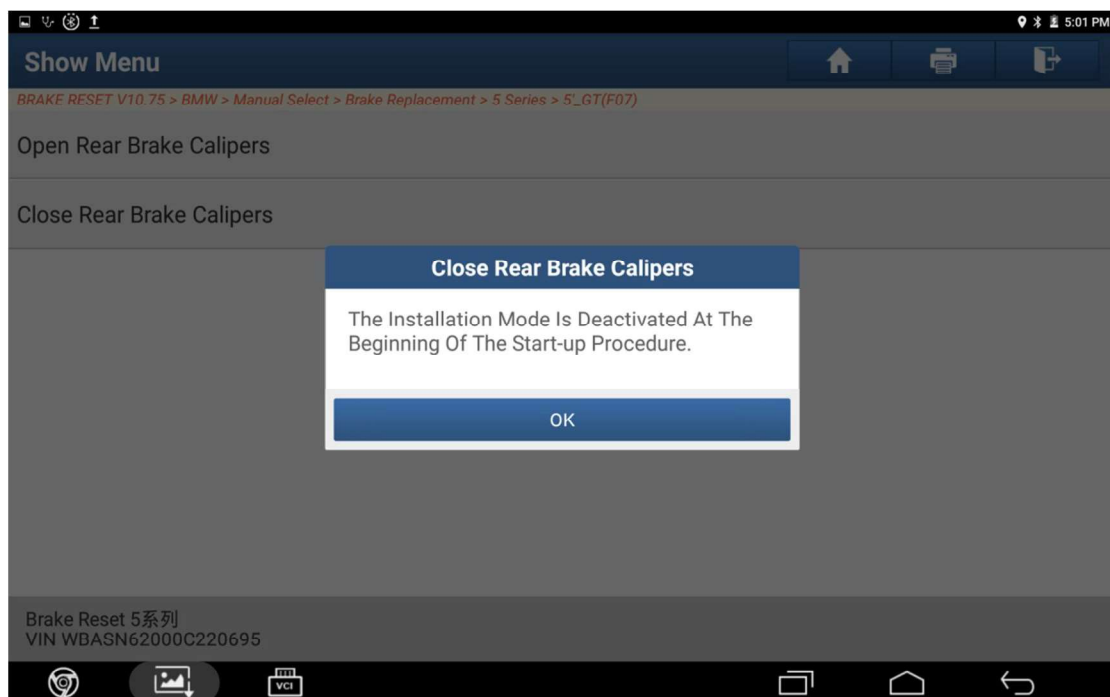 5:01 PM
Show Menu
BRAKE RESET V10.75 > BMW > Manual Select > Brake Replacement > 5 Series > 5'_GT(F07)
Open Rear Brake Calipers
Close Rear Brake Calipers
Close Rear Brake Calipers
The Installation Mode Is Deactivated At The
Beginning Of The Start-up Procedure.
OK
Brake Reset 5系列
VIN WBASN62000C220695
VCI